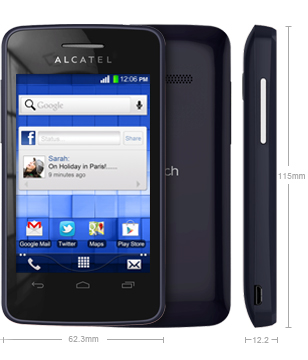 ALCATEL
12:06 PM
Google
Status
Share
Sarah:
On Holiday in Paris!......
9 minutes ago
ch
Google Mail Twitter Maps Play Store
115mm
62.3mm
12.2